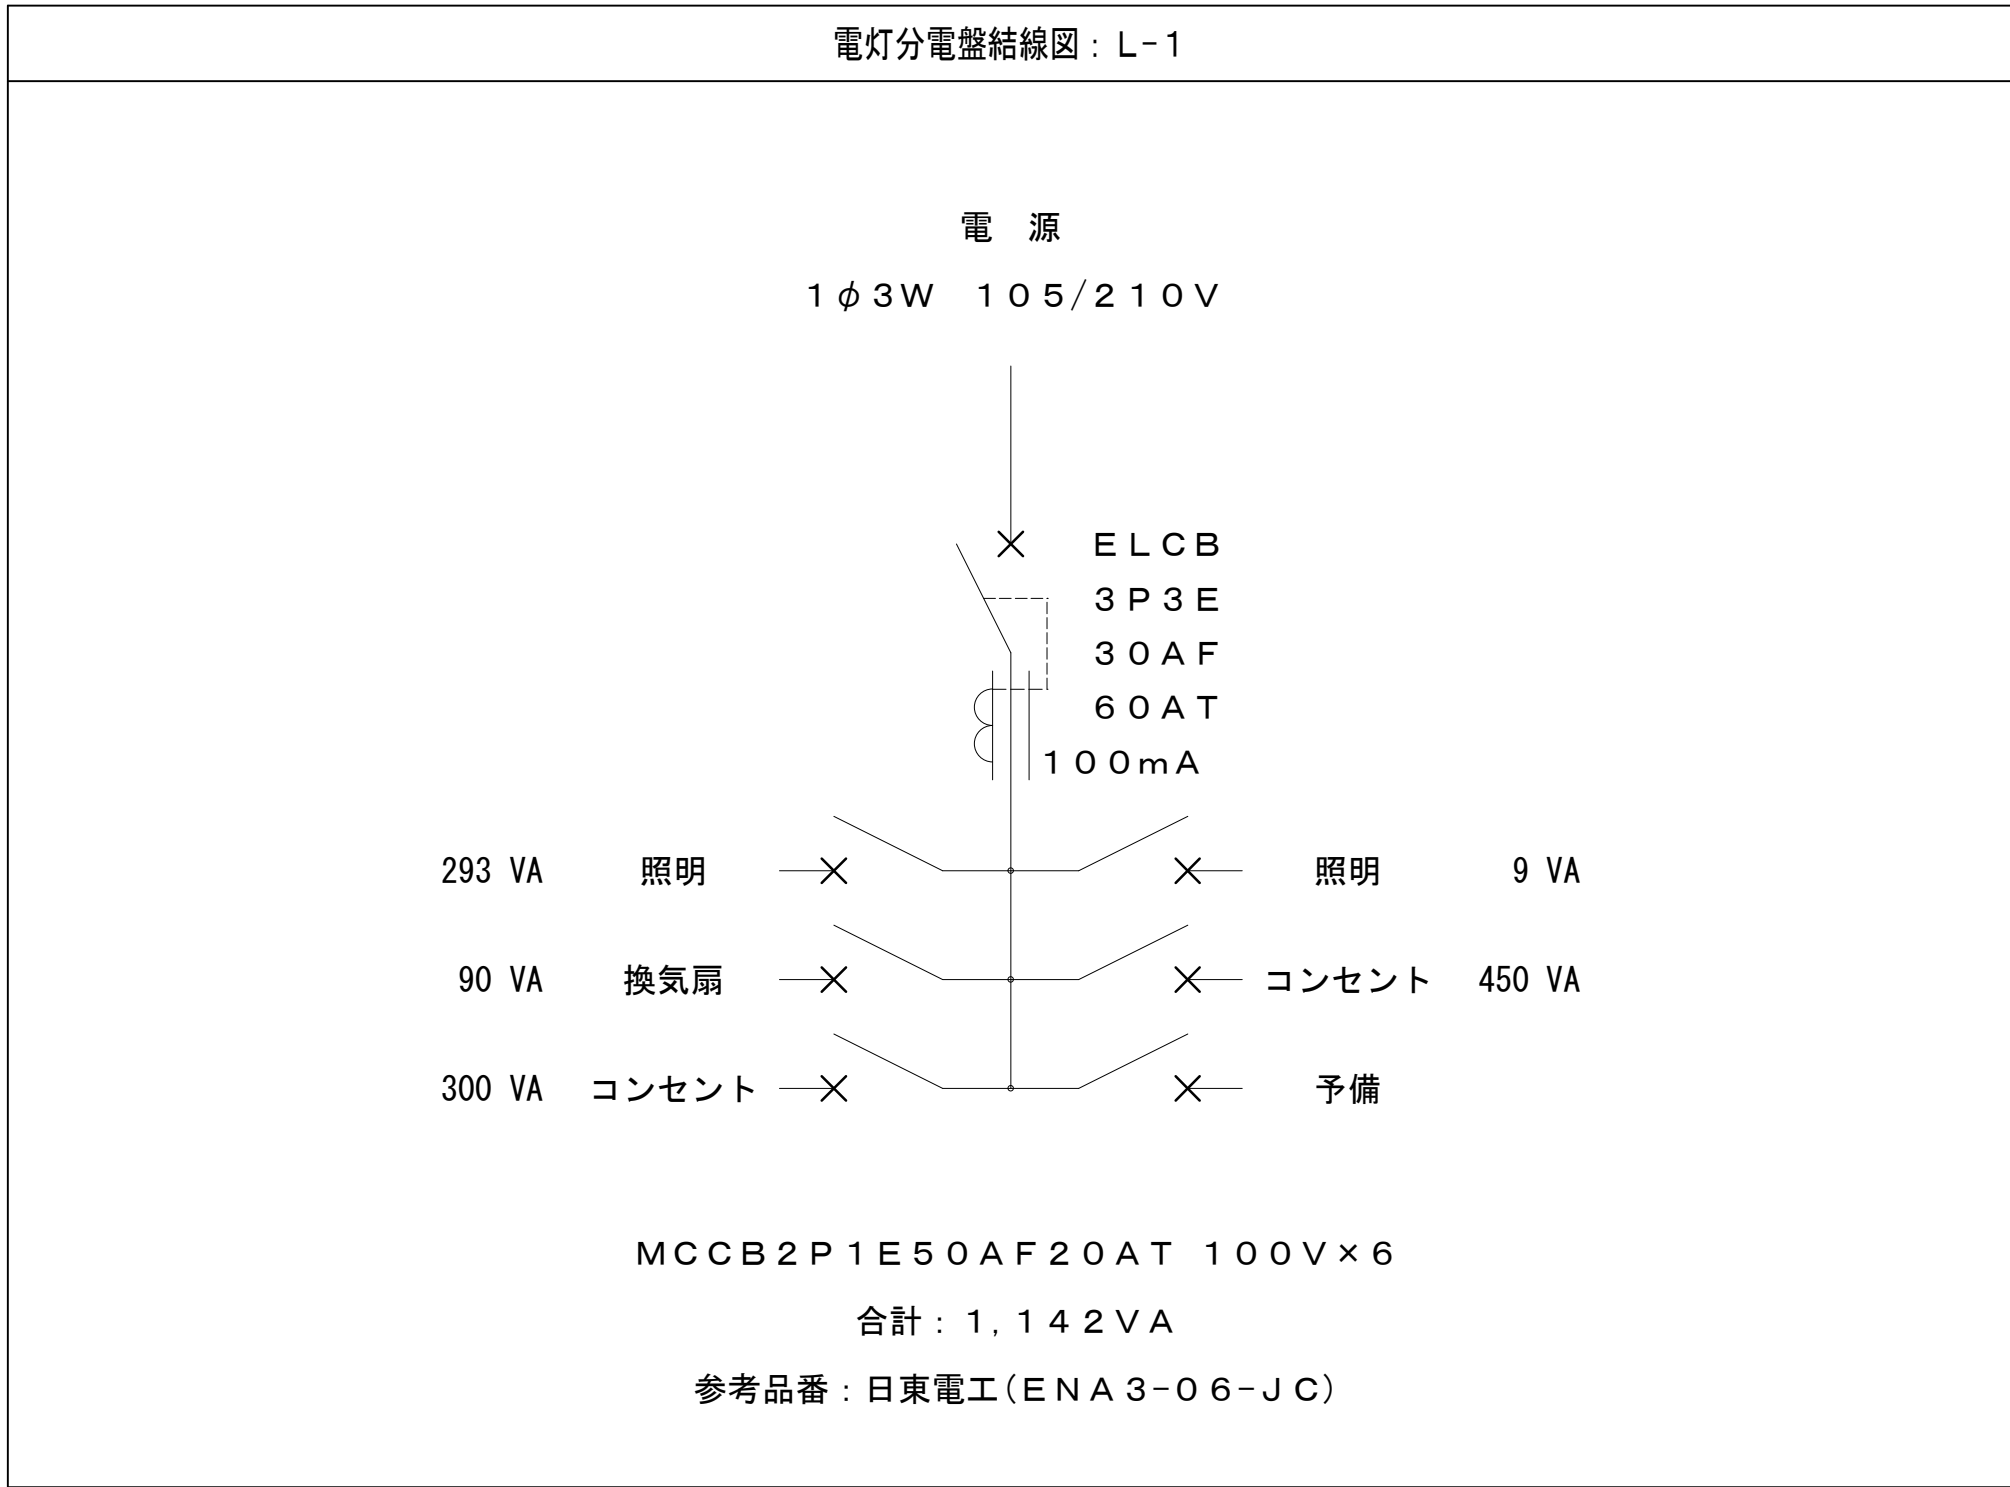 電灯分電盤結線図：Ｌ-１
電　源
１φ３Ｗ　１０５/２１０Ｖ
ＥＬＣＢ
３Ｐ３Ｅ
３０ＡＦ
６０ＡＴ
１００mＡ
293 VA　照明　照明　9 VA
90 VA　換気扇　コンセント　450 VA
300 VA　コンセント　予備
ＭＣＣＢ２Ｐ１Ｅ５０ＡＦ２０ＡＴ １００Ｖ×６
合計：１,１４２ＶＡ
参考品番：日東電工(ＥＮＡ３-０６-ＪＣ)